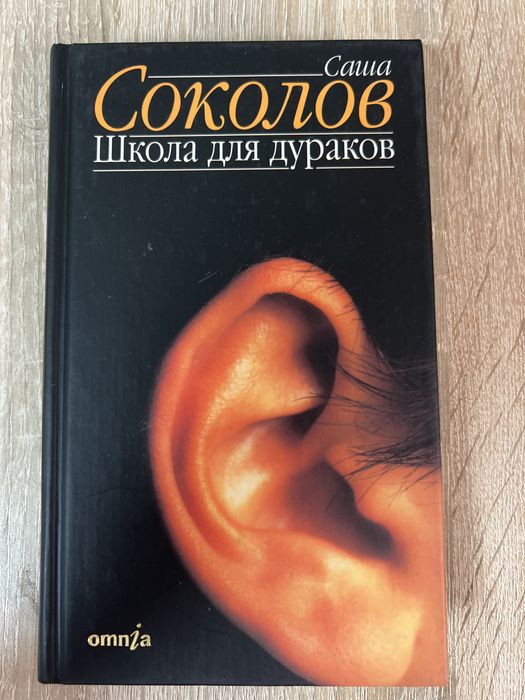 Саша
Соколов
Школа для дураков
omnia